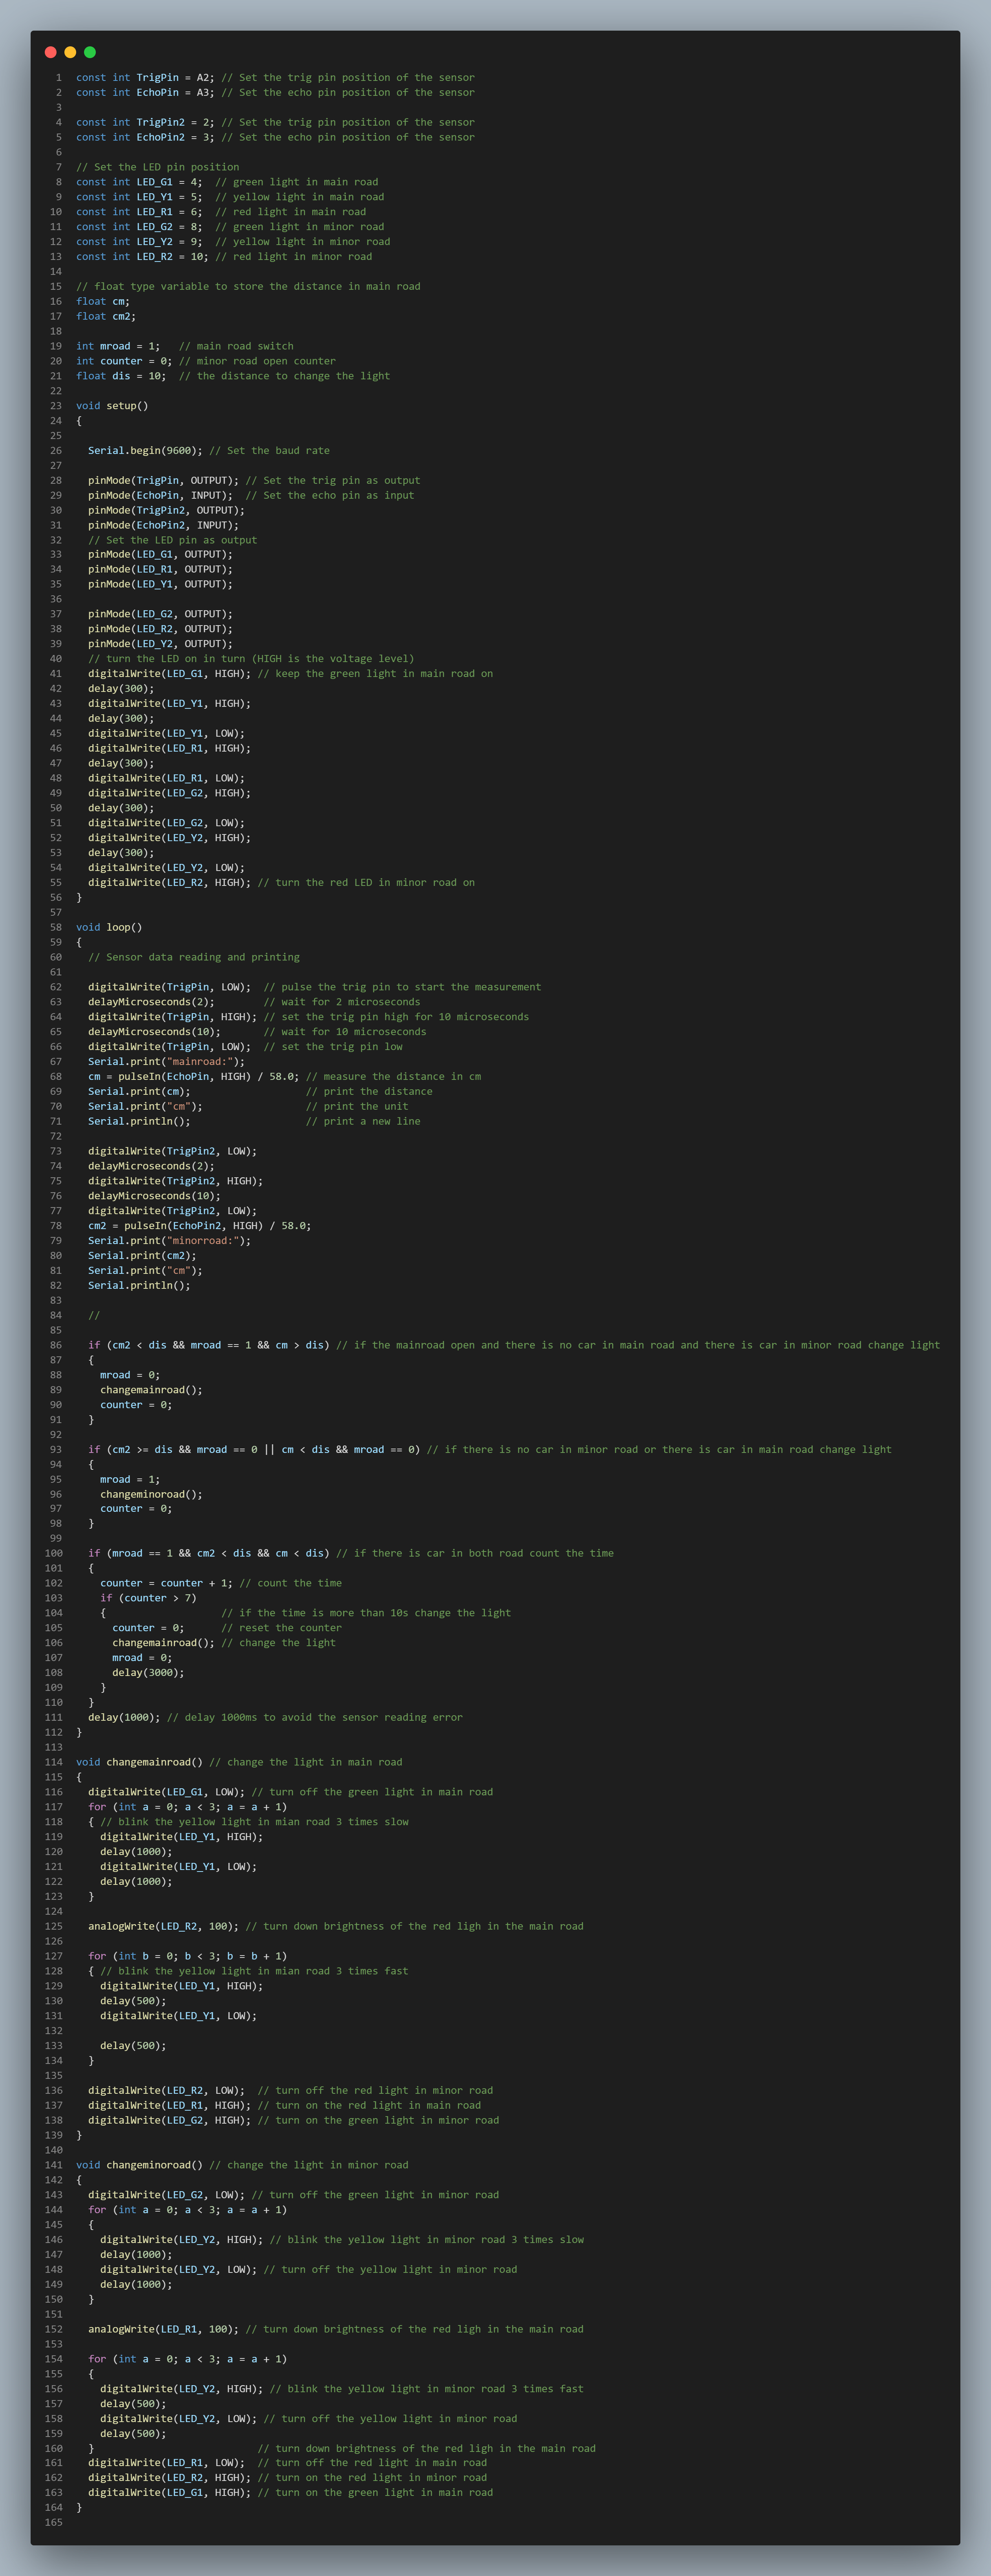 1 const int TrigPin = A2; // Set the trig pin position of the sensor
2 const int EchoPin = A3; // Set the echo pin position of the sensor
3
4 const int TrigPin2 = 2; // Set the trig pin position of the sensor
5 const int EchoPin2 = 3; // Set the echo pin position of the sensor
6
7 // Set the LED pin position
8 const int LED_G1 = 4;  // green light in main road
9 const int LED_Y1 = 5;  // yellow light in main road
10 const int LED_R1 = 6;  // red light in main road
11 const int LED_G2 = 8;  // green light in minor road
12 const int LED_Y2 = 9;  // yellow light in minor road
13 const int LED_R2 = 10; // red light in minor road
14
15 // float type variable to store the distance in main road
16 float cm;
17 float cm2;
18
19 int mroad = 1;   // main road switch
20 int counter = 0; // minor road open counter
21 float dis = 10;  // the distance to change the light
22
23 void setup()
24 {
25
26   Serial.begin(9600); // Set the baud rate
27
28   pinMode(TrigPin, OUTPUT); // Set the trig pin as output
29   pinMode(EchoPin, INPUT);  // Set the echo pin as input
30   pinMode(TrigPin2, OUTPUT);
31   pinMode(EchoPin2, INPUT);
32   // Set the LED pin as output
33   pinMode(LED_G1, OUTPUT);
34   pinMode(LED_R1, OUTPUT);
35   pinMode(LED_Y1, OUTPUT);
36
37   pinMode(LED_G2, OUTPUT);
38   pinMode(LED_R2, OUTPUT);
39   pinMode(LED_Y2, OUTPUT);
40   // turn the LED on in turn (HIGH is the voltage level)
41   digitalWrite(LED_G1, HIGH); // keep the green light in main road on
42   delay(300);
43   digitalWrite(LED_Y1, HIGH);
44   delay(300);
45   digitalWrite(LED_Y1, LOW);
46   digitalWrite(LED_R1, HIGH);
47   delay(300);
48   digitalWrite(LED_R1, LOW);
49   digitalWrite(LED_G2, HIGH);
50   delay(300);
51   digitalWrite(LED_G2, LOW);
52   digitalWrite(LED_Y2, HIGH);
53   delay(300);
54   digitalWrite(LED_Y2, LOW);
55   digitalWrite(LED_R2, HIGH); // turn the red LED in minor road on
56 }
57
58 void loop()
59 {
60   // Sensor data reading and printing
61
62   digitalWrite(TrigPin, LOW);  // pulse the trig pin to start the measurement
63   delayMicroseconds(2);        // wait for 2 microseconds
64   digitalWrite(TrigPin, HIGH); // set the trig pin high for 10 microseconds
65   delayMicroseconds(10);       // wait for 10 microseconds
66   digitalWrite(TrigPin, LOW);  // set the trig pin low
67   Serial.print("mainroad:");
68   cm = pulseIn(EchoPin, HIGH) / 58.0; // measure the distance in cm
69   Serial.print(cm);                   // print the distance
70   Serial.print("cm");                 // print the unit
71   Serial.println();                   // print a new line
72
73   digitalWrite(TrigPin2, LOW);
74   delayMicroseconds(2);
75   digitalWrite(TrigPin2, HIGH);
76   delayMicroseconds(10);
77   digitalWrite(TrigPin2, LOW);
78   cm2 = pulseIn(EchoPin2, HIGH) / 58.0;
79   Serial.print("minorroad:");
80   Serial.print(cm2);
81   Serial.print("cm");
82   Serial.println();
83
84   //
85
86   if (cm2 < dis && mroad == 1 && cm > dis) // if the mainroad open and there is no car in main road and there is car in minor road change light
87   {
88     mroad = 0;
89     changemainroad();
90     counter = 0;
91   }
92
93   if (cm2 >= dis && mroad == 0 || cm < dis && mroad == 0) // if there is no car in minor road or there is car in main road change light
94   {
95     mroad = 1;
96     changeminoroad();
97     counter = 0;
98   }
99
100   if (mroad == 1 && cm2 < dis && cm < dis) // if there is car in both road count the time
101   {
102     counter = counter + 1; // count the time
103     if (counter > 7)
104     {                   // if the time is more than 10s change the light
105       counter = 0;      // reset the counter
106       changemainroad(); // change the light
107       mroad = 0;
108       delay(3000);
109     }
110   }
111   delay(1000); // delay 1000ms to avoid the sensor reading error
112 }
113
114 void changemainroad() // change the light in main road
115 {
116   digitalWrite(LED_G1, LOW); // turn off the green light in main road
117   for (int a = 0; a < 3; a = a + 1)
118   { // blink the yellow light in mian road 3 times slow
119     digitalWrite(LED_Y1, HIGH);
120     delay(1000);
121     digitalWrite(LED_Y1, LOW);
122     delay(1000);
123   }
124
125   analogWrite(LED_R2, 100); // turn down brightness of the red ligh in the main road
126
127   for (int b = 0; b < 3; b = b + 1)
128   { // blink the yellow light in mian road 3 times fast
129     digitalWrite(LED_Y1, HIGH);
130     delay(500);
131     digitalWrite(LED_Y1, LOW);
132
133     delay(500);
134   }
135
136   digitalWrite(LED_R2, LOW);  // turn off the red light in minor road
137   digitalWrite(LED_R1, HIGH); // turn on the red light in main road
138   digitalWrite(LED_G2, HIGH); // turn on the green light in minor road
139 }
140
141 void changeminoroad() // change the light in minor road
142 {
143   digitalWrite(LED_G2, LOW); // turn off the green light in minor road
144   for (int a = 0; a < 3; a = a + 1)
145   {
146     digitalWrite(LED_Y2, HIGH); // blink the yellow light in minor road 3 times slow
147     delay(1000);
148     digitalWrite(LED_Y2, LOW); // turn off the yellow light in minor road
149     delay(1000);
150   }
151
152   analogWrite(LED_R1, 100); // turn down brightness of the red ligh in the main road
153
154   for (int a = 0; a < 3; a = a + 1)
155   {
156     digitalWrite(LED_Y2, HIGH); // blink the yellow light in minor road 3 times fast
157     delay(500);
158     digitalWrite(LED_Y2, LOW); // turn off the yellow light in minor road
159     delay(500);
160   }                           // turn down brightness of the red ligh in the main road
161   digitalWrite(LED_R1, LOW);  // turn off the red light in main road
162   digitalWrite(LED_R2, HIGH); // turn on the red light in minor road
163   digitalWrite(LED_G1, HIGH); // turn on the green light in main road
164 }
165